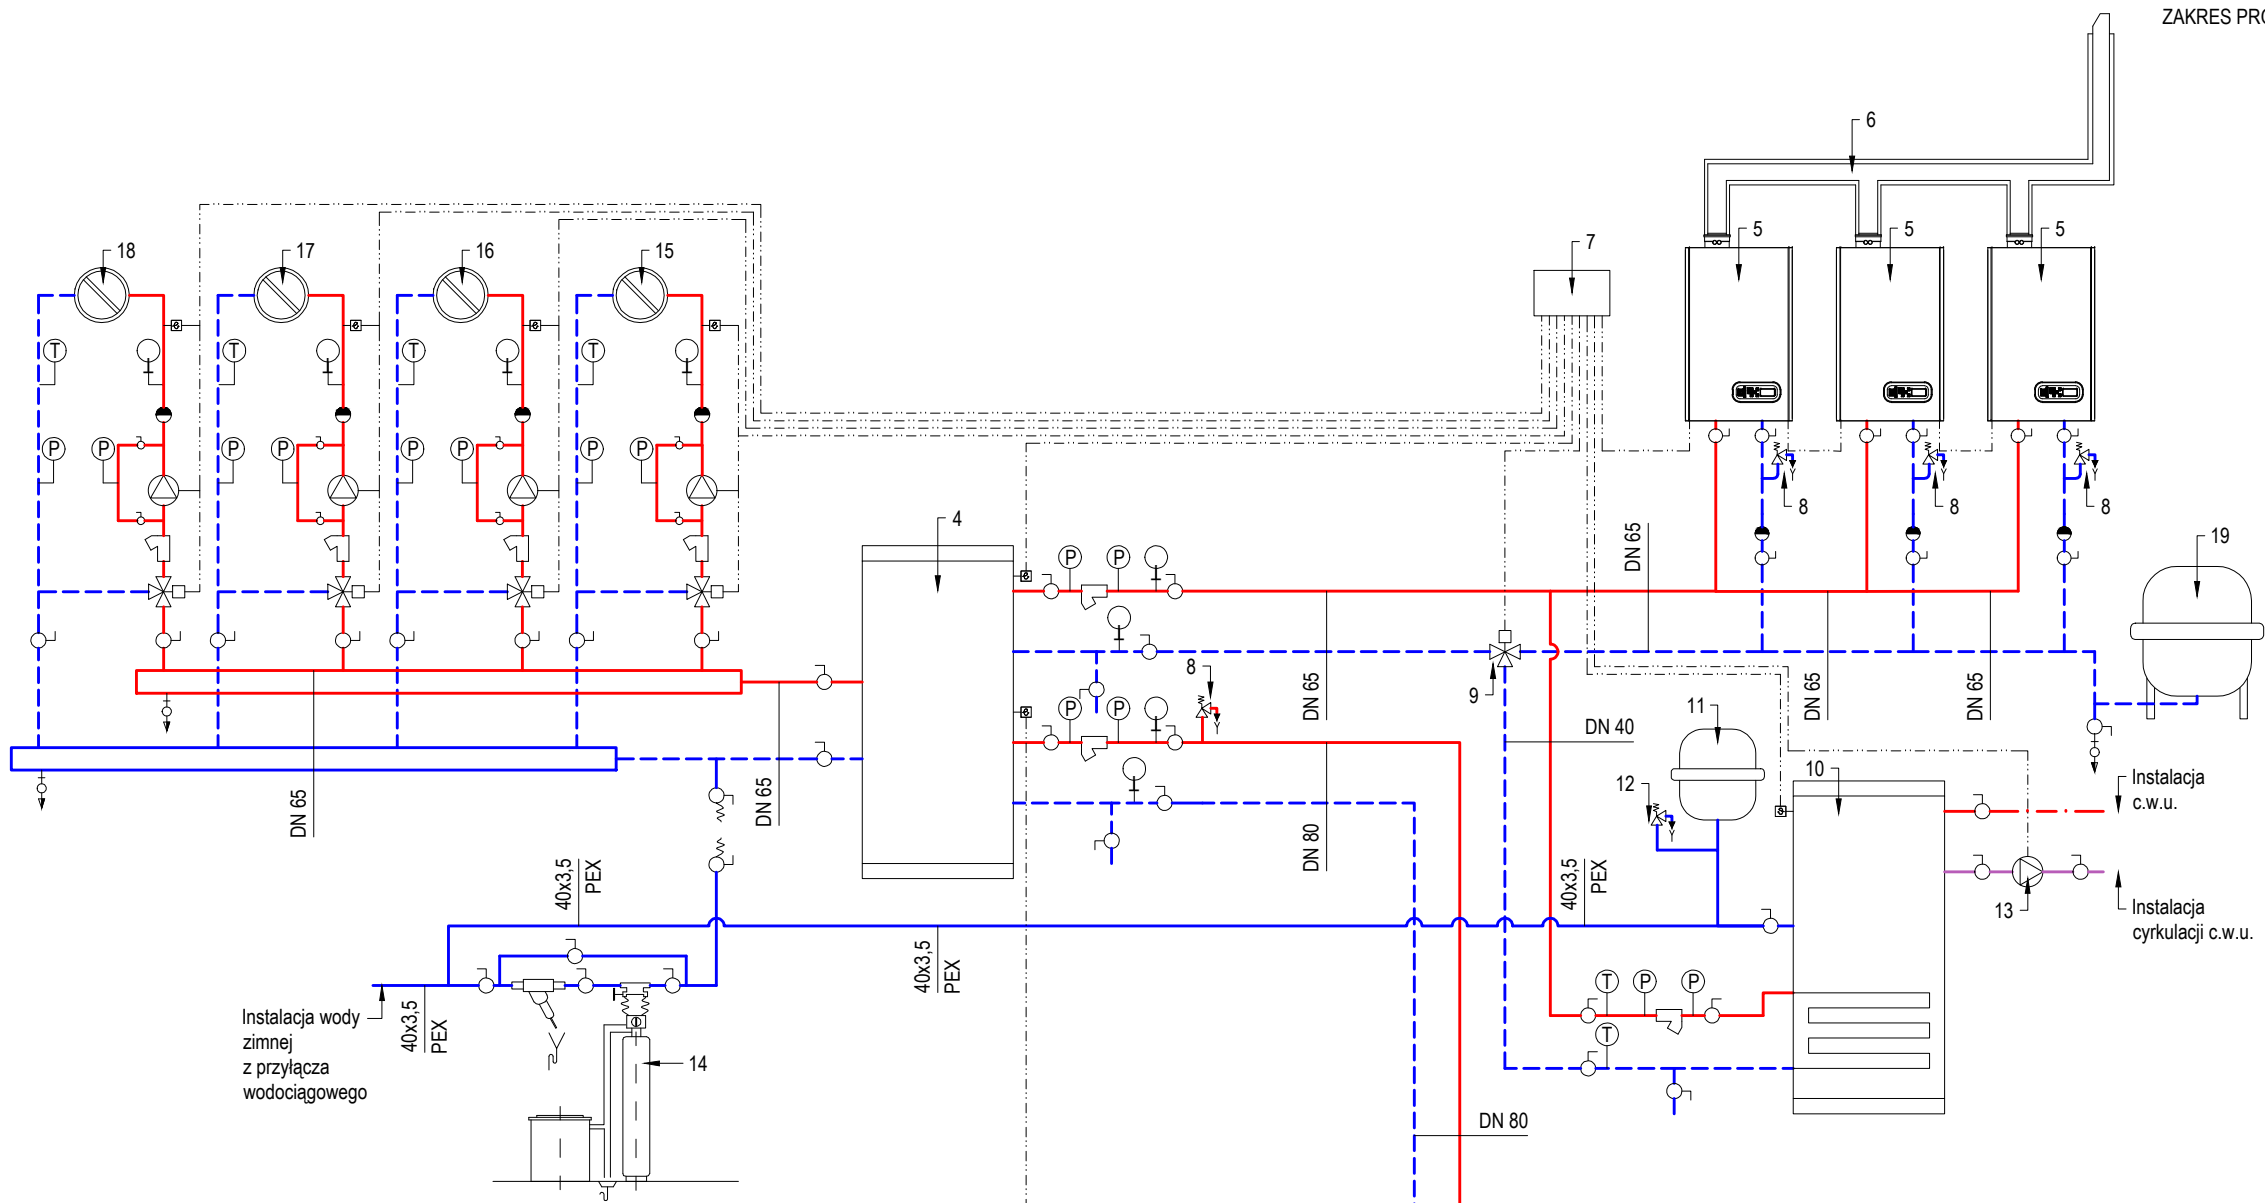 ZAKRES PRO
6
5
5
5
7
18
17
16
15
T
T
T
T
P
P
P
P
P
P
P
P
8
8
8
4
19
P
P
DN 65
8
9
DN 65
DN 65
DN 65
P
P
11
DN 40
DN 65
DN 65
12
10
Instalacja
c.w.u.
DN 80
40x3,5
PEX
40x3,5
PEX
13
Instalacja
cyrkulacji c.w.u.
40x3,5
PEX
T
P
P
T
Instalacja wody
zimnej
z przyłącza
wodociągowego
40x3,5
PEX
14
DN 80